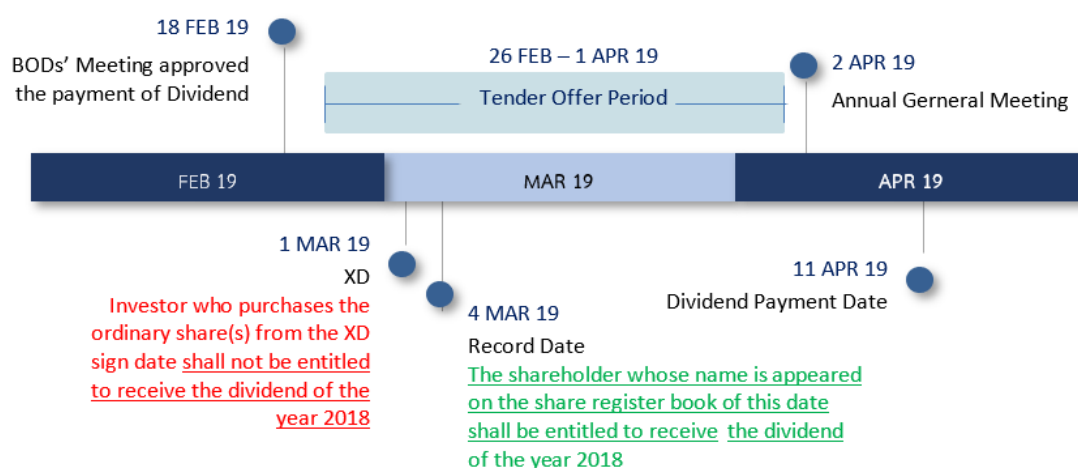 18 FEB 19
BODs' Meeting approved
the payment of Dividend
26 FEB – 1 APR 19
Tender Offer Period
2 APR 19
Annual Gerneral Meeting
FEB 19
MAR 19
APR 19
1 MAR 19
XD
Investor who purchases the
ordinary share(s) from the XD
sign date shall not be entitled
to receive the dividend of the
year 2018
4 MAR 19
Record Date
The shareholder whose name is appeared
on the share register book of this date
shall be entitled to receive the dividend
of the year 2018
11 APR 19
Dividend Payment Date